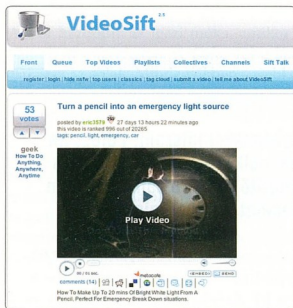 VideoSift
Front Queue Top Videos Playlists Collectives Channels Sift Talk
register | login | hide nsfw | top users | classics | tag cloud | submit a video | tell me about VideoSift
53
votes
Turn a pencil into an emergency light source
posted by eric3579 27 days 13 hours 22 minutes ago
this video is ranked 996 out of 20265
tags: pencil, light, emergency, car
geek
How To Do
Anything,
Anywhere,
Anytime
Play Video
metacafe
comments (14)
How To Make Up To 20 mins Of Bright White Light From A
Pencil. Perfect For Emergency Break Down situations.